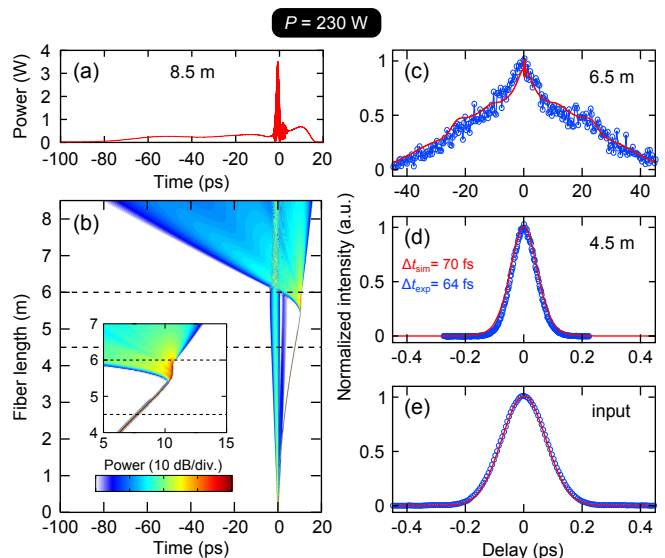 P = 230 W
(a)
8.5 m
Power (W)
4
3
2
1
0
-100 -80 -60 -40 -20 0 20
Time (ps)
(b)
Fiber length (m)
8
7
6
5
4
3
2
1
0
7
6
5
4
5 10 15
Power (10 dB/div.)
-100 -80 -60 -40 -20 0 20
Time (ps)
Normalized intensity (a.u.)
(c)
6.5 m
1
0.5
0
-40 -20 0 20 40
(d)
4.5 m
Δtsim= 70 fs
Δtexp= 64 fs
1
0.5
0
-0.4 -0.2 0 0.2 0.4
(e)
input
1
0.5
0
-0.4 -0.2 0 0.2 0.4
Delay (ps)